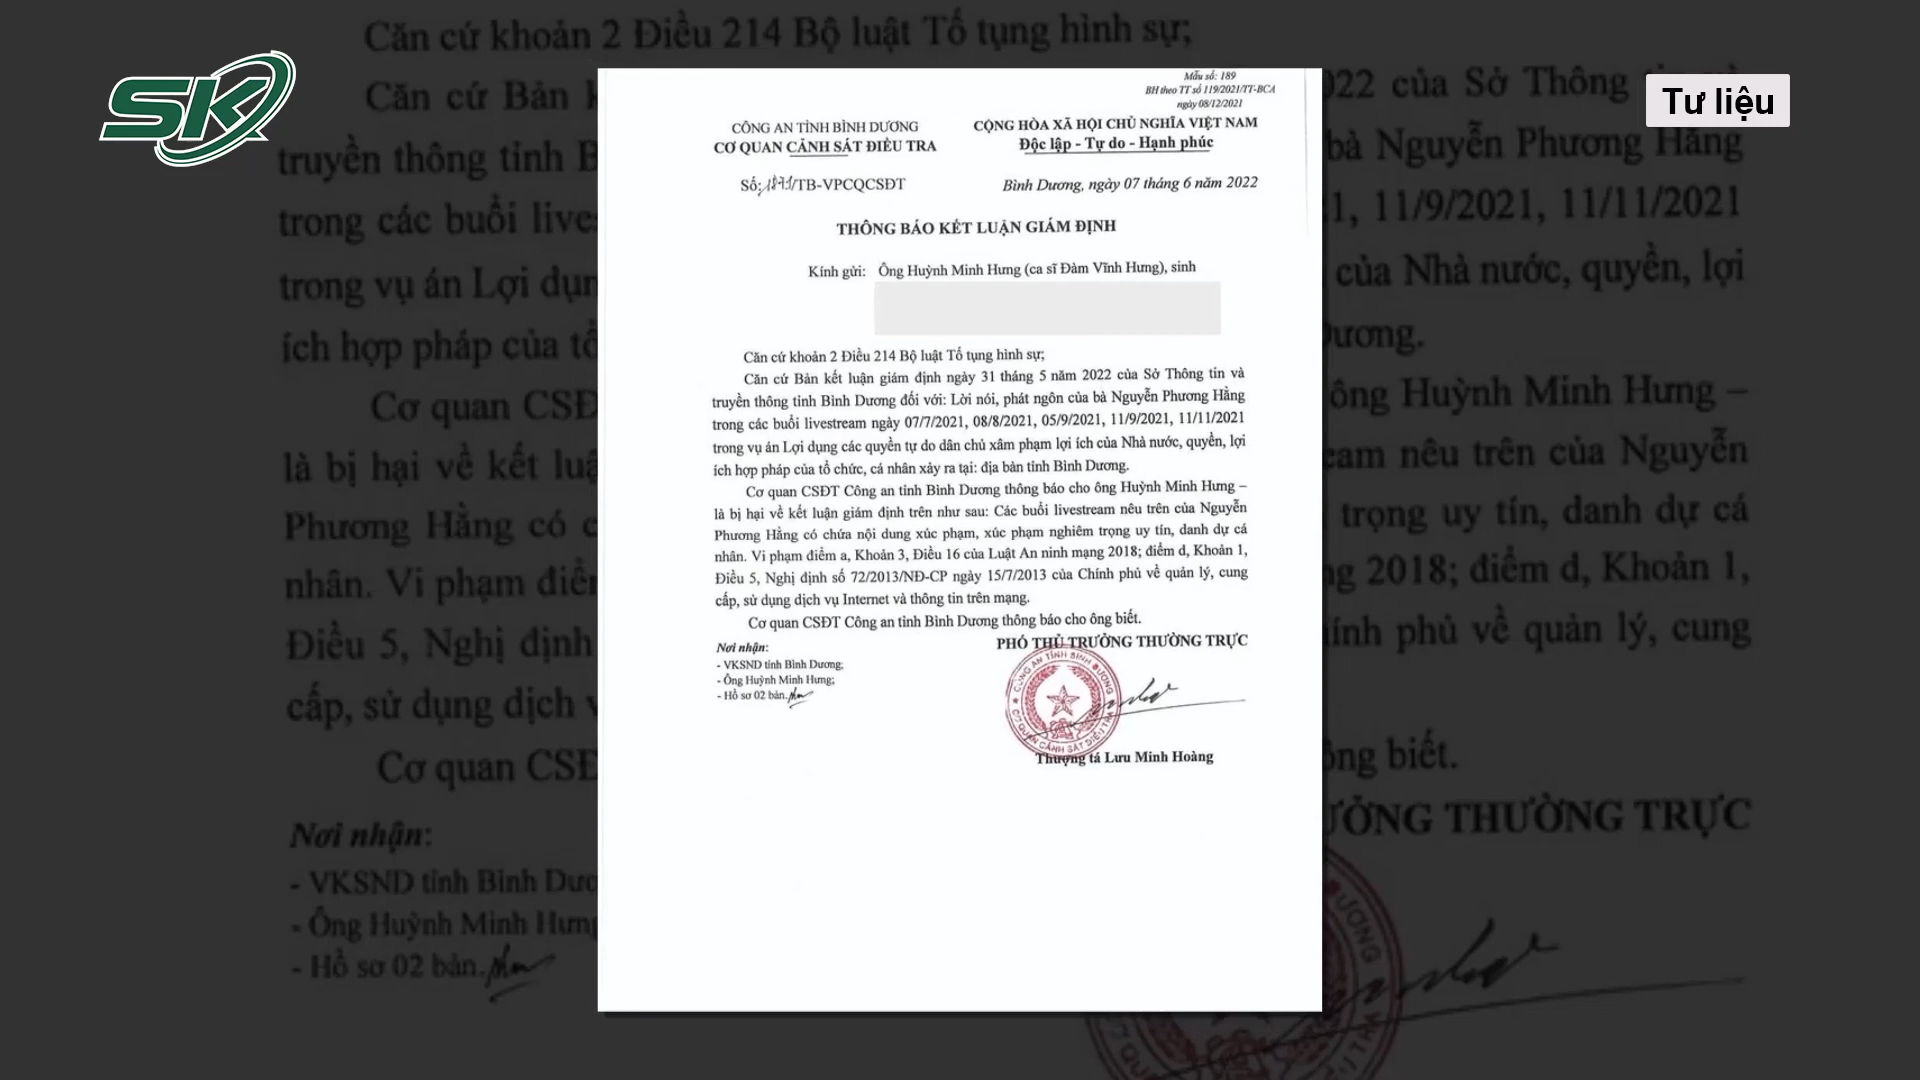 SK
Tư liệu
Mẫu số: 189
BH theo TT số 119/2021/TT-BCA
ngày 08/12/2021
CÔNG AN TỈNH BÌNH DƯƠNG
CƠ QUAN CẢNH SÁT ĐIỀU TRA
CỘNG HÒA XÃ HỘI CHỦ NGHĨA VIỆT NAM
Độc lập - Tự do - Hạnh phúc
Số: /TB-VPCQCSĐT
Bình Dương, ngày 07 tháng 6 năm 2022
THÔNG BÁO KẾT LUẬN GIÁM ĐỊNH
Kính gửi: Ông Huỳnh Minh Hưng (ca sĩ Đàm Vĩnh Hưng), sinh
Căn cứ khoản 2 Điều 214 Bộ luật Tố tụng hình sự;
Căn cứ Bản kết luận giám định ngày 31 tháng 5 năm 2022 của Sở Thông tin và
truyền thông tỉnh Bình Dương đối với: Lời nói, phát ngôn của bà Nguyễn Phương Hằng
trong các buổi livestream ngày 07/7/2021, 08/8/2021, 05/9/2021, 11/9/2021, 11/11/2021
trong vụ án Lợi dụng các quyền tự do dân chủ xâm phạm lợi ích của Nhà nước, quyền, lợi
ích hợp pháp của tổ chức, cá nhân xảy ra tại: địa bàn tỉnh Bình Dương.
Cơ quan CSĐT Công an tỉnh Bình Dương thông báo cho ông Huỳnh Minh Hưng –
là bị hại về kết luận giám định trên như sau: Các buổi livestream nêu trên của Nguyễn
Phương Hằng có chứa nội dung xúc phạm, xúc phạm nghiêm trọng uy tín, danh dự cá
nhân. Vi phạm điểm a, Khoản 3, Điều 16 của Luật An ninh mạng 2018; điểm d, Khoản 1,
Điều 5, Nghị định số 72/2013/NĐ-CP ngày 15/7/2013 của Chính phủ về quản lý, cung
cấp, sử dụng dịch vụ Internet và thông tin trên mạng.
Cơ quan CSĐT Công an tỉnh Bình Dương thông báo cho ông biết.
Nơi nhận:
- VKSND tỉnh Bình Dương;
- Ông Huỳnh Minh Hưng;
- Hồ sơ 02 bản.
PHÓ THỦ TRƯỞNG THƯỜNG TRỰC
CÔNG AN TỈNH BÌNH DƯƠNG
CƠ QUAN CẢNH SÁT ĐIỀU TRA
Thượng tá Lưu Minh Hoàng